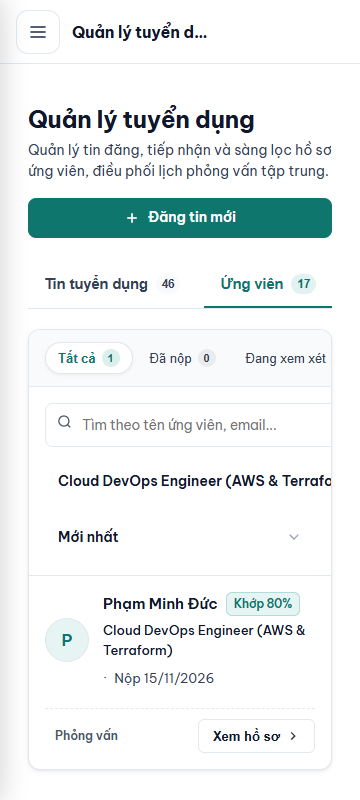 Quản lý tuyển d...
Quản lý tuyển dụng
Quản lý tin đăng, tiếp nhận và sàng lọc hồ sơ
ứng viên, điều phối lịch phỏng vấn tập trung.
+ Đăng tin mới
Tin tuyển dụng 46
Ứng viên 17
Tất cả 1
Đã nộp 0
Đang xem xét
Tìm theo tên ứng viên, email...
Cloud DevOps Engineer (AWS & Terrafo
Mới nhất
P
Phạm Minh Đức
Khớp 80%
Cloud DevOps Engineer (AWS &
Terraform)
· Nộp 15/11/2026
Phỏng vấn
Xem hồ sơ